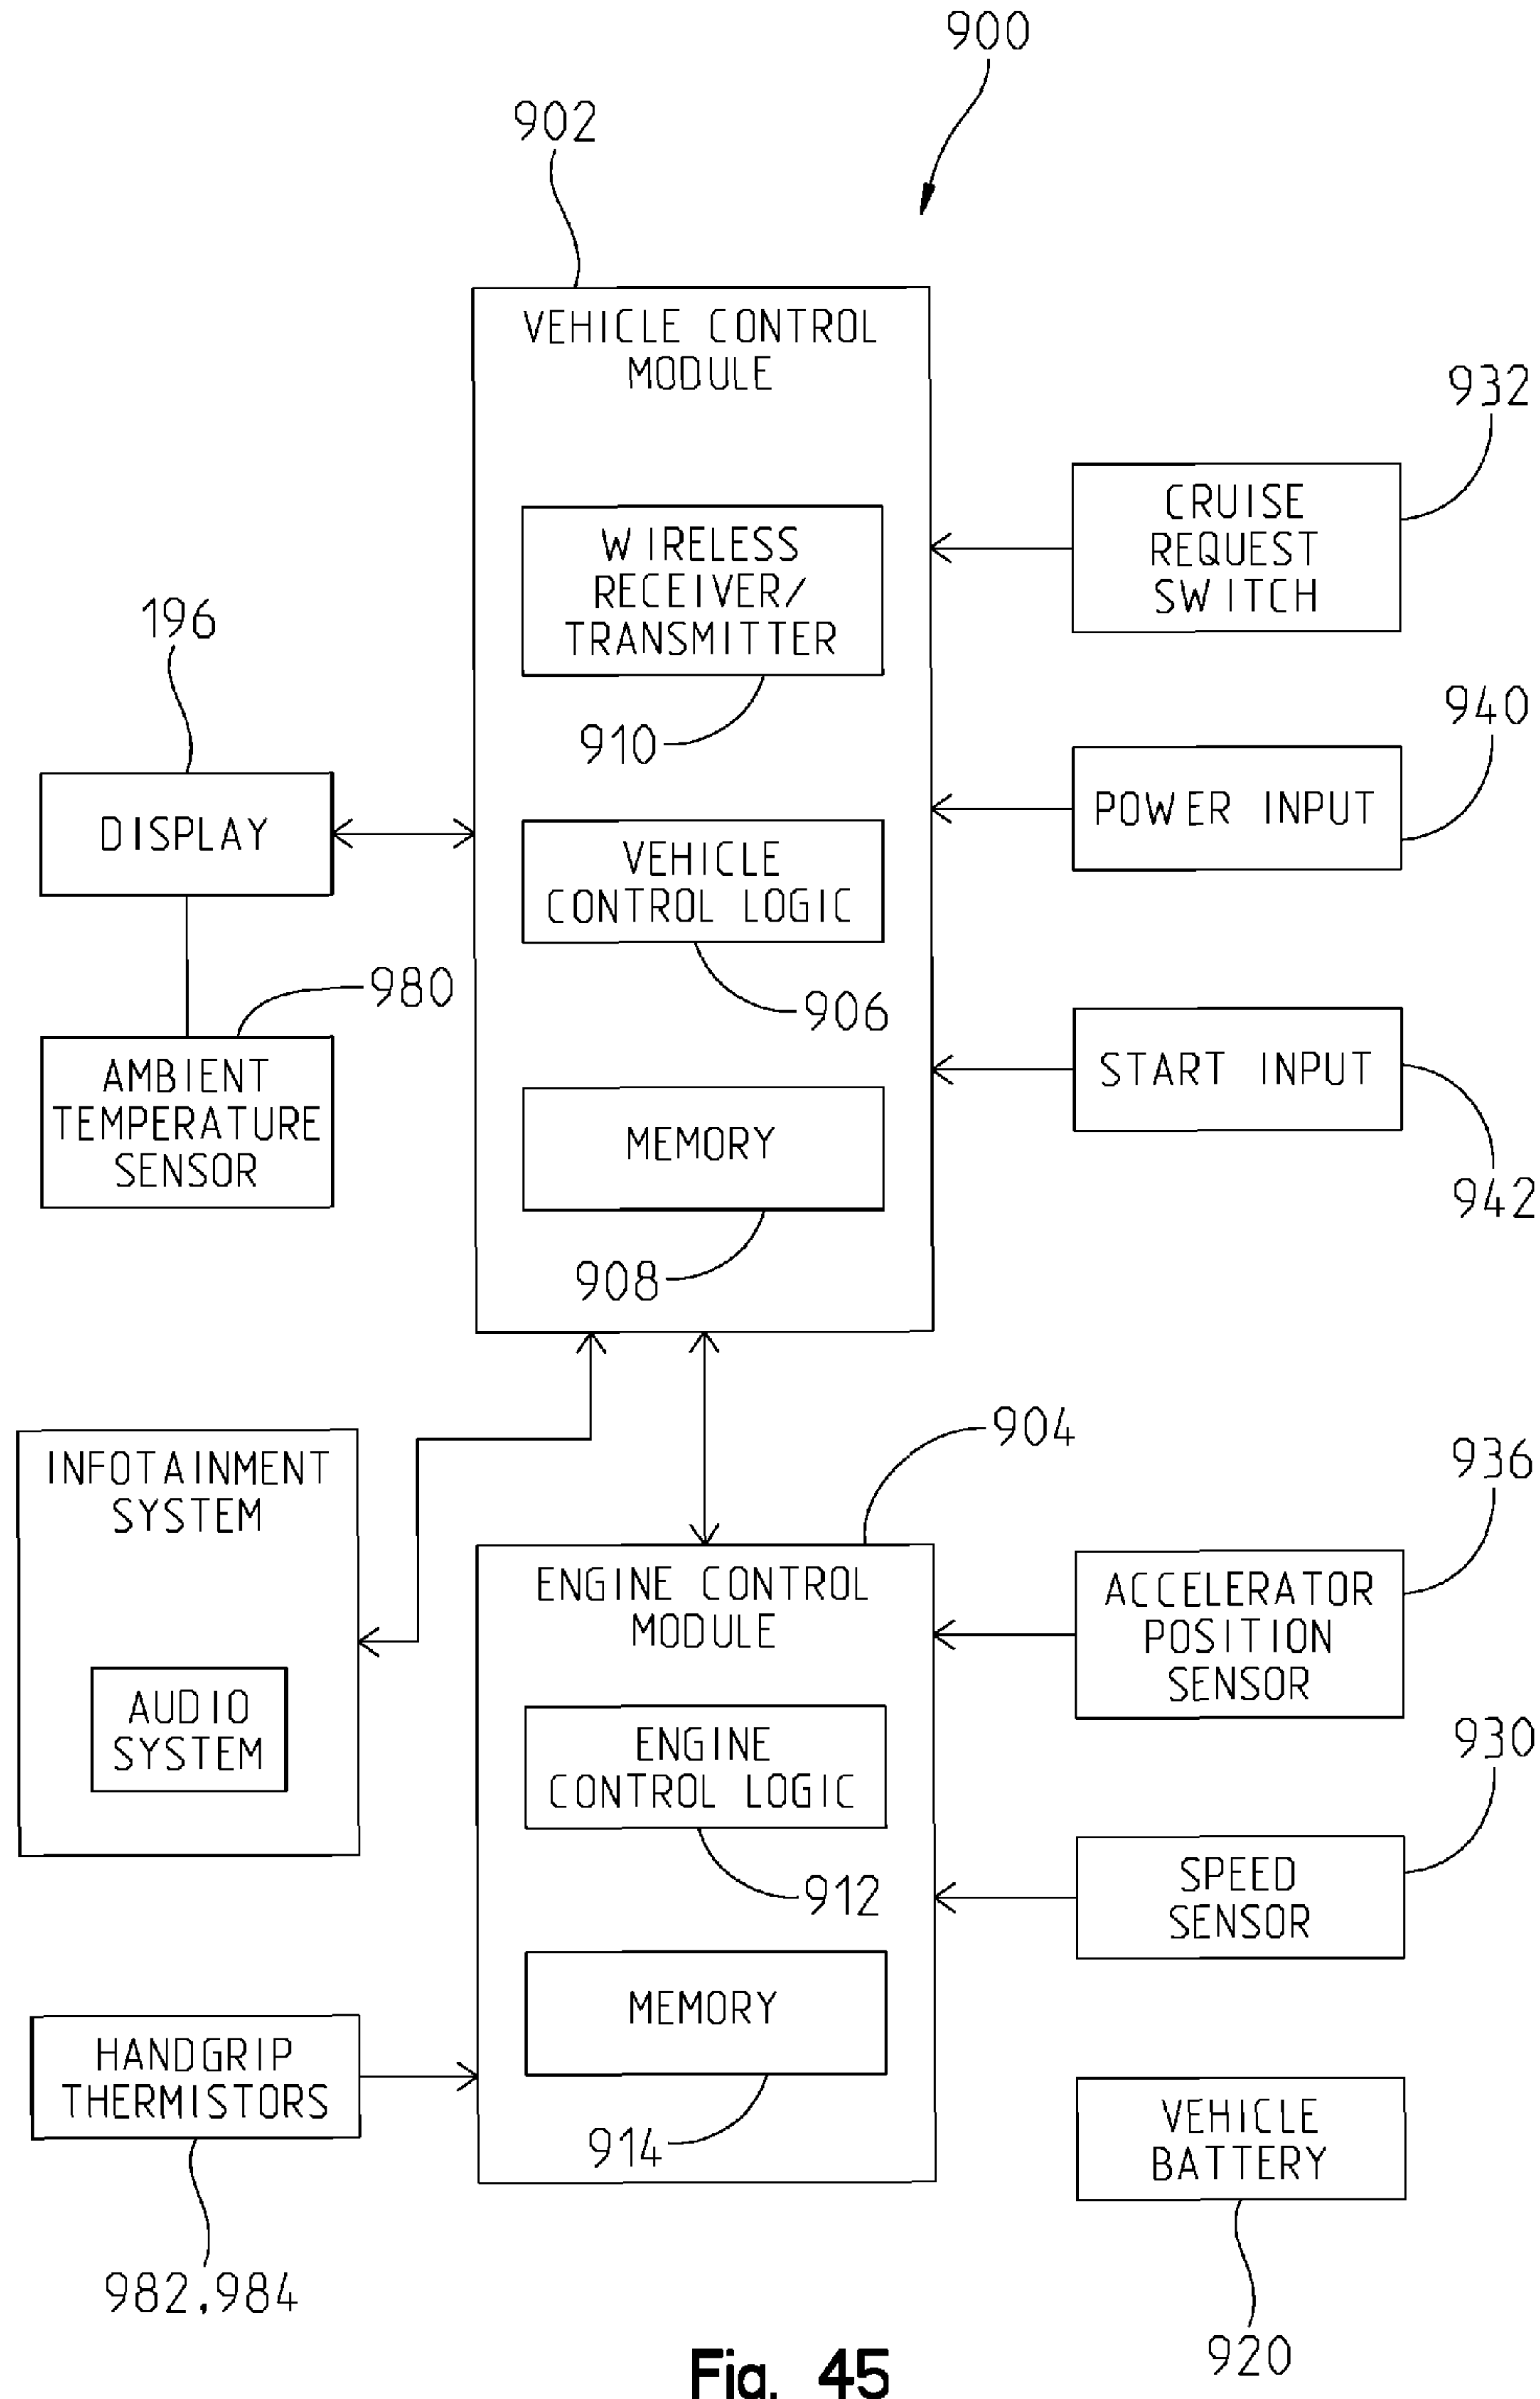 900
902
VEHICLE CONTROL
MODULE
932
CRUISE
REQUEST
SWITCH
WIRELESS
RECEIVER/
TRANSMITTER
910
196
DISPLAY
940
POWER INPUT
VEHICLE
CONTROL LOGIC
906
980
AMBIENT
TEMPERATURE
SENSOR
START INPUT
942
MEMORY
908
904
INFOTAINMENT
SYSTEM
AUDIO
SYSTEM
ENGINE CONTROL
MODULE
936
ACCELERATOR
POSITION
SENSOR
ENGINE
CONTROL LOGIC
912
930
SPEED
SENSOR
MEMORY
914
HANDGRIP
THERMISTORS
982,984
VEHICLE
BATTERY
920
Fig. 45